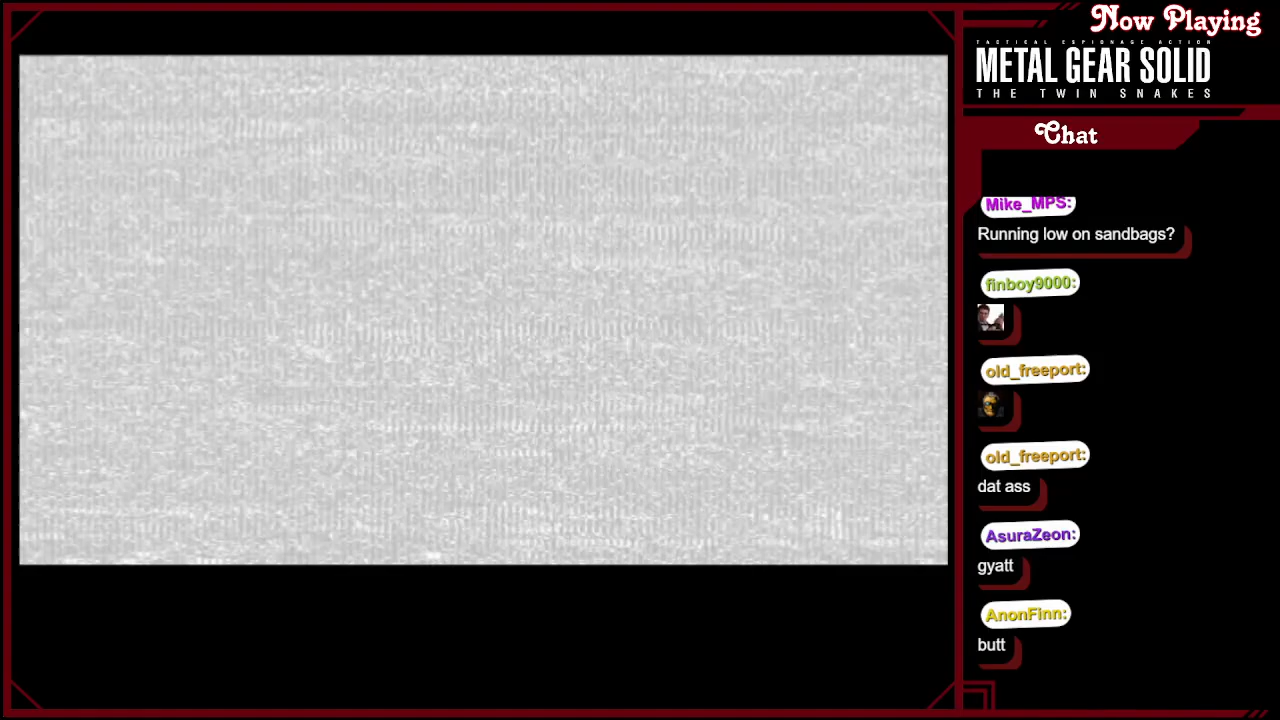 Now Playing
TACTICAL ESPIONAGE ACTION
METAL GEAR SOLID
THE TWIN SNAKES
Chat
Mike_MPS:
Running low on sandbags?
finboy9000:
old_freeport:
old_freeport:
dat ass
AsuraZeon:
gyatt
AnonFinn:
butt